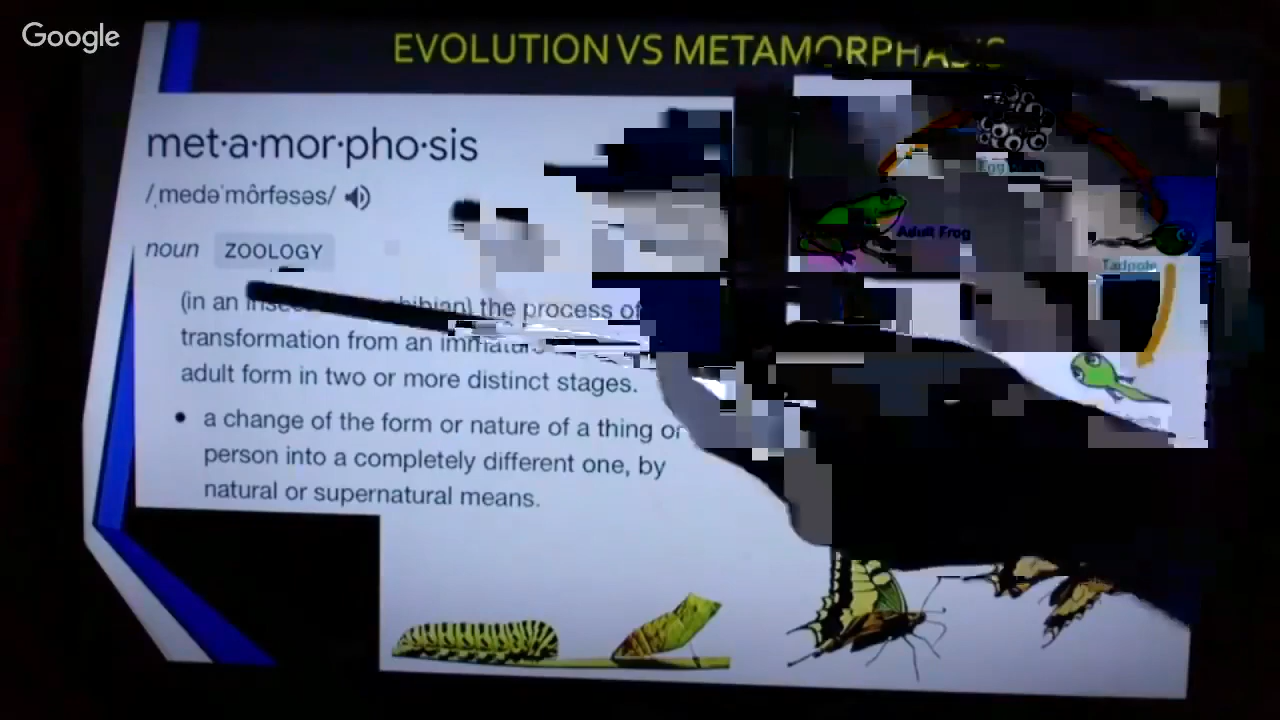 Google
EVOLUTION VS METAMORPHASIS
met·a·mor·pho·sis
/ˌmedəˈmôrfəsəs/
noun ZOOLOGY
(in an the process of
transformation from an
adult form in two or more distinct stages.
• a change of the form or nature of a thing or
person into a completely different one, by
natural or supernatural means.
Egg
Adult Frog
Tadpole